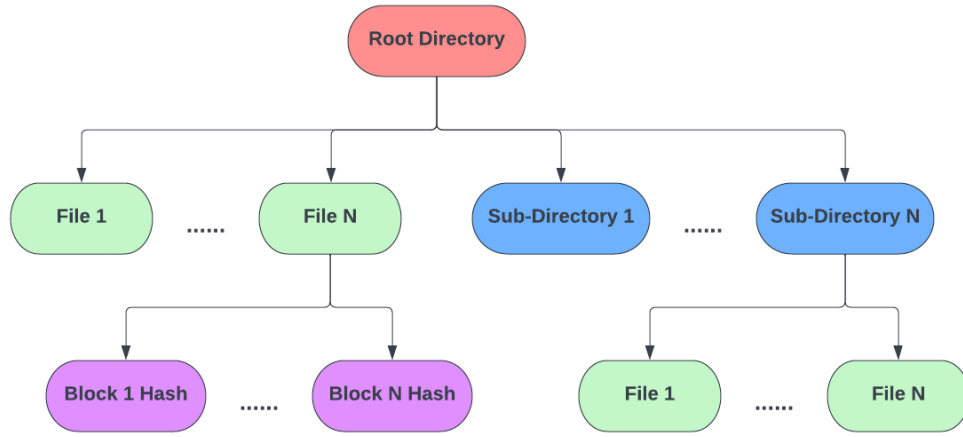 Root Directory
File 1
......
File N
Sub-Directory 1
......
Sub-Directory N
Block 1 Hash
......
Block N Hash
File 1
......
File N